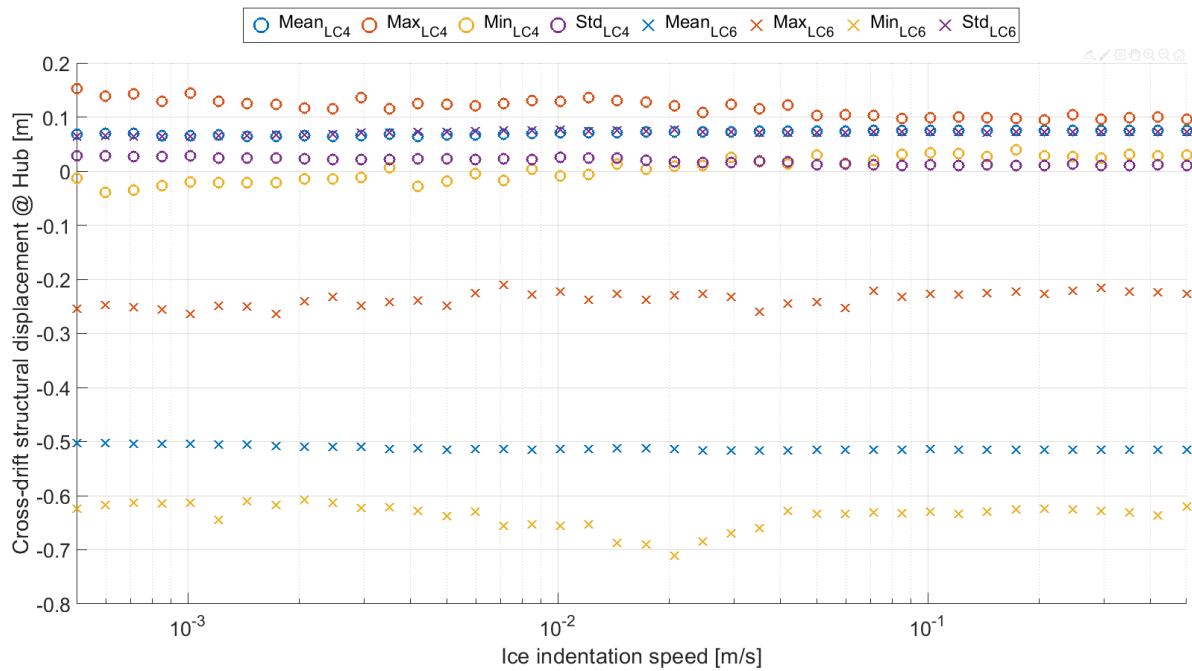 Mean_LC4 Max_LC4 Min_LC4 Std_LC4 Mean_LC6 Max_LC6 Min_LC6 Std_LC6
0.2
0.1
0
-0.1
-0.2
-0.3
-0.4
-0.5
-0.6
-0.7
-0.8
Cross-drift structural displacement @ Hub [m]
10^-3 10^-2 10^-1
Ice indentation speed [m/s]